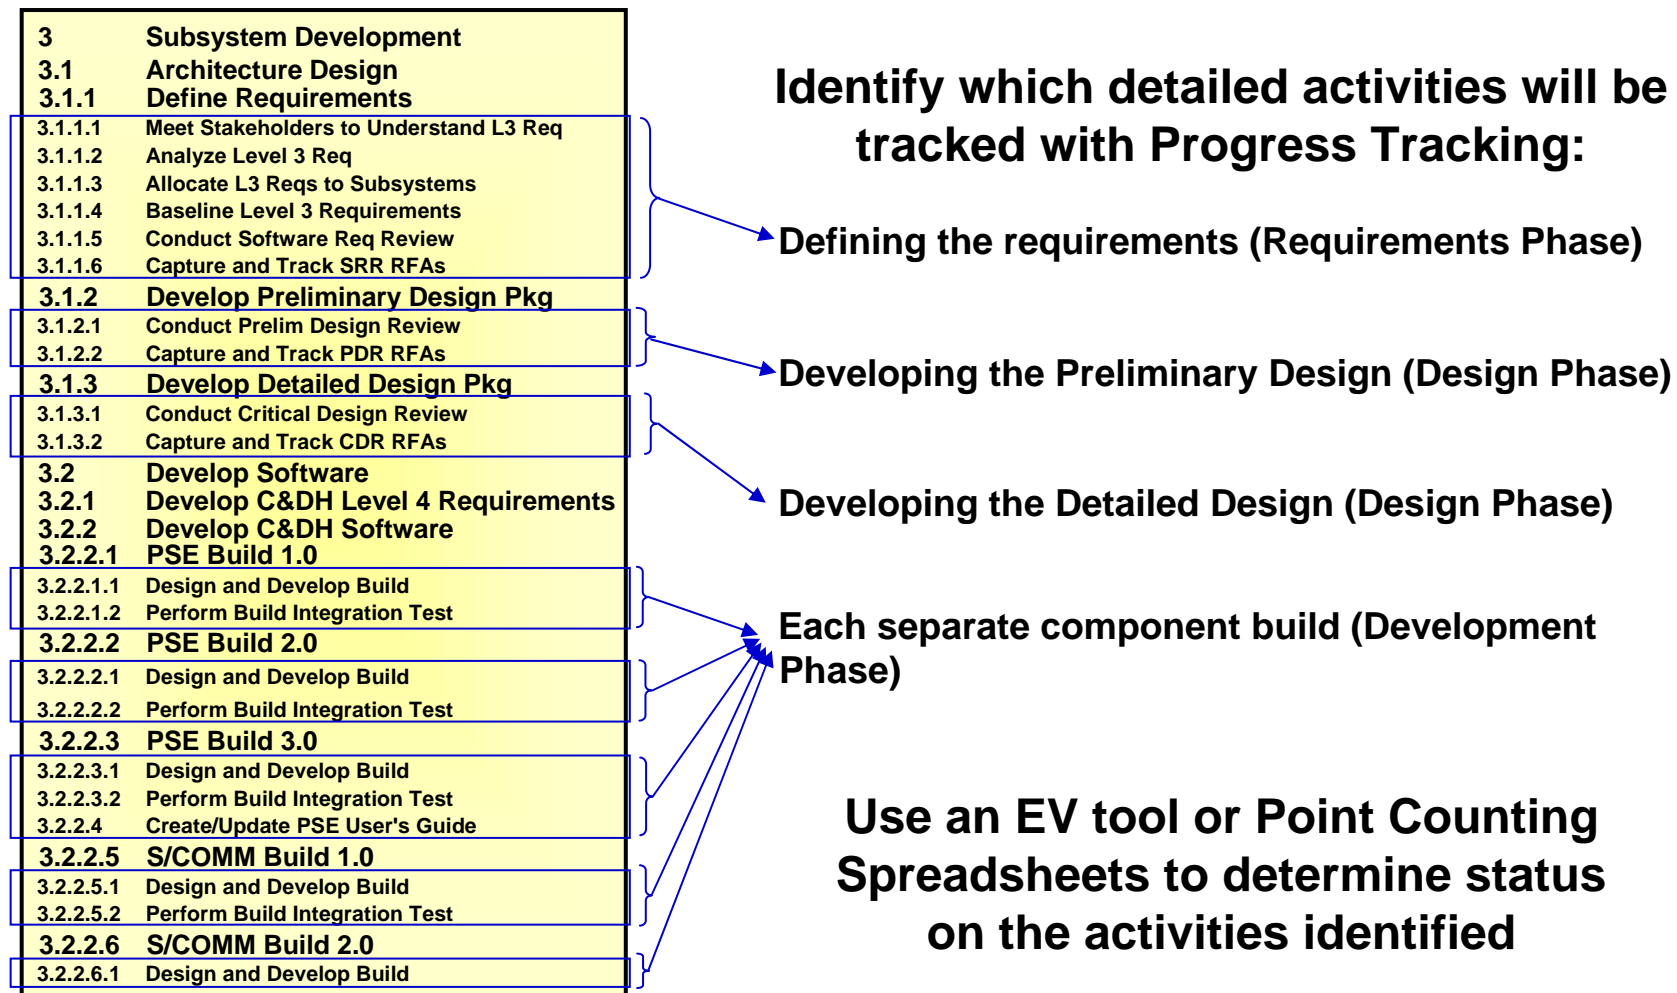 3 Subsystem Development
3.1 Architecture Design
3.1.1 Define Requirements
3.1.1.1 Meet Stakeholders to Understand L3 Req
3.1.1.2 Analyze Level 3 Req
3.1.1.3 Allocate L3 Reqs to Subsystems
3.1.1.4 Baseline Level 3 Requirements
3.1.1.5 Conduct Software Req Review
3.1.1.6 Capture and Track SRR RFAs
3.1.2 Develop Preliminary Design Pkg
3.1.2.1 Conduct Prelim Design Review
3.1.2.2 Capture and Track PDR RFAs
3.1.3 Develop Detailed Design Pkg
3.1.3.1 Conduct Critical Design Review
3.1.3.2 Capture and Track CDR RFAs
3.2 Develop Software
3.2.1 Develop C&DH Level 4 Requirements
3.2.2 Develop C&DH Software
3.2.2.1 PSE Build 1.0
3.2.2.1.1 Design and Develop Build
3.2.2.1.2 Perform Build Integration Test
3.2.2.2 PSE Build 2.0
3.2.2.2.1 Design and Develop Build
3.2.2.2.2 Perform Build Integration Test
3.2.2.3 PSE Build 3.0
3.2.2.3.1 Design and Develop Build
3.2.2.3.2 Perform Build Integration Test
3.2.2.4 Create/Update PSE User's Guide
3.2.2.5 S/COMM Build 1.0
3.2.2.5.1 Design and Develop Build
3.2.2.5.2 Perform Build Integration Test
3.2.2.6 S/COMM Build 2.0
3.2.2.6.1 Design and Develop Build
Identify which detailed activities will be
tracked with Progress Tracking:
Defining the requirements (Requirements Phase)
Developing the Preliminary Design (Design Phase)
Developing the Detailed Design (Design Phase)
Each separate component build (Development
Phase)
Use an EV tool or Point Counting
Spreadsheets to determine status
on the activities identified